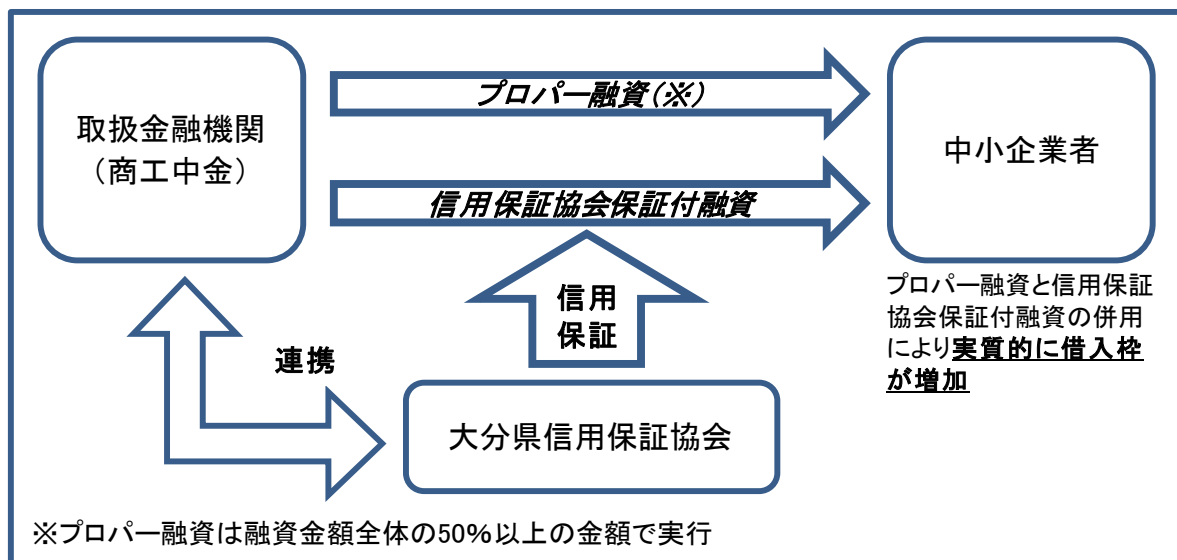 取扱金融機関
（商工中金）
プロパー融資（※）
信用保証協会保証付融資
中小企業者
プロパー融資と信用保証
協会保証付融資の併用
により実質的に借入枠
が増加
信用
保証
連携
大分県信用保証協会
※プロパー融資は融資金額全体の50％以上の金額で実行